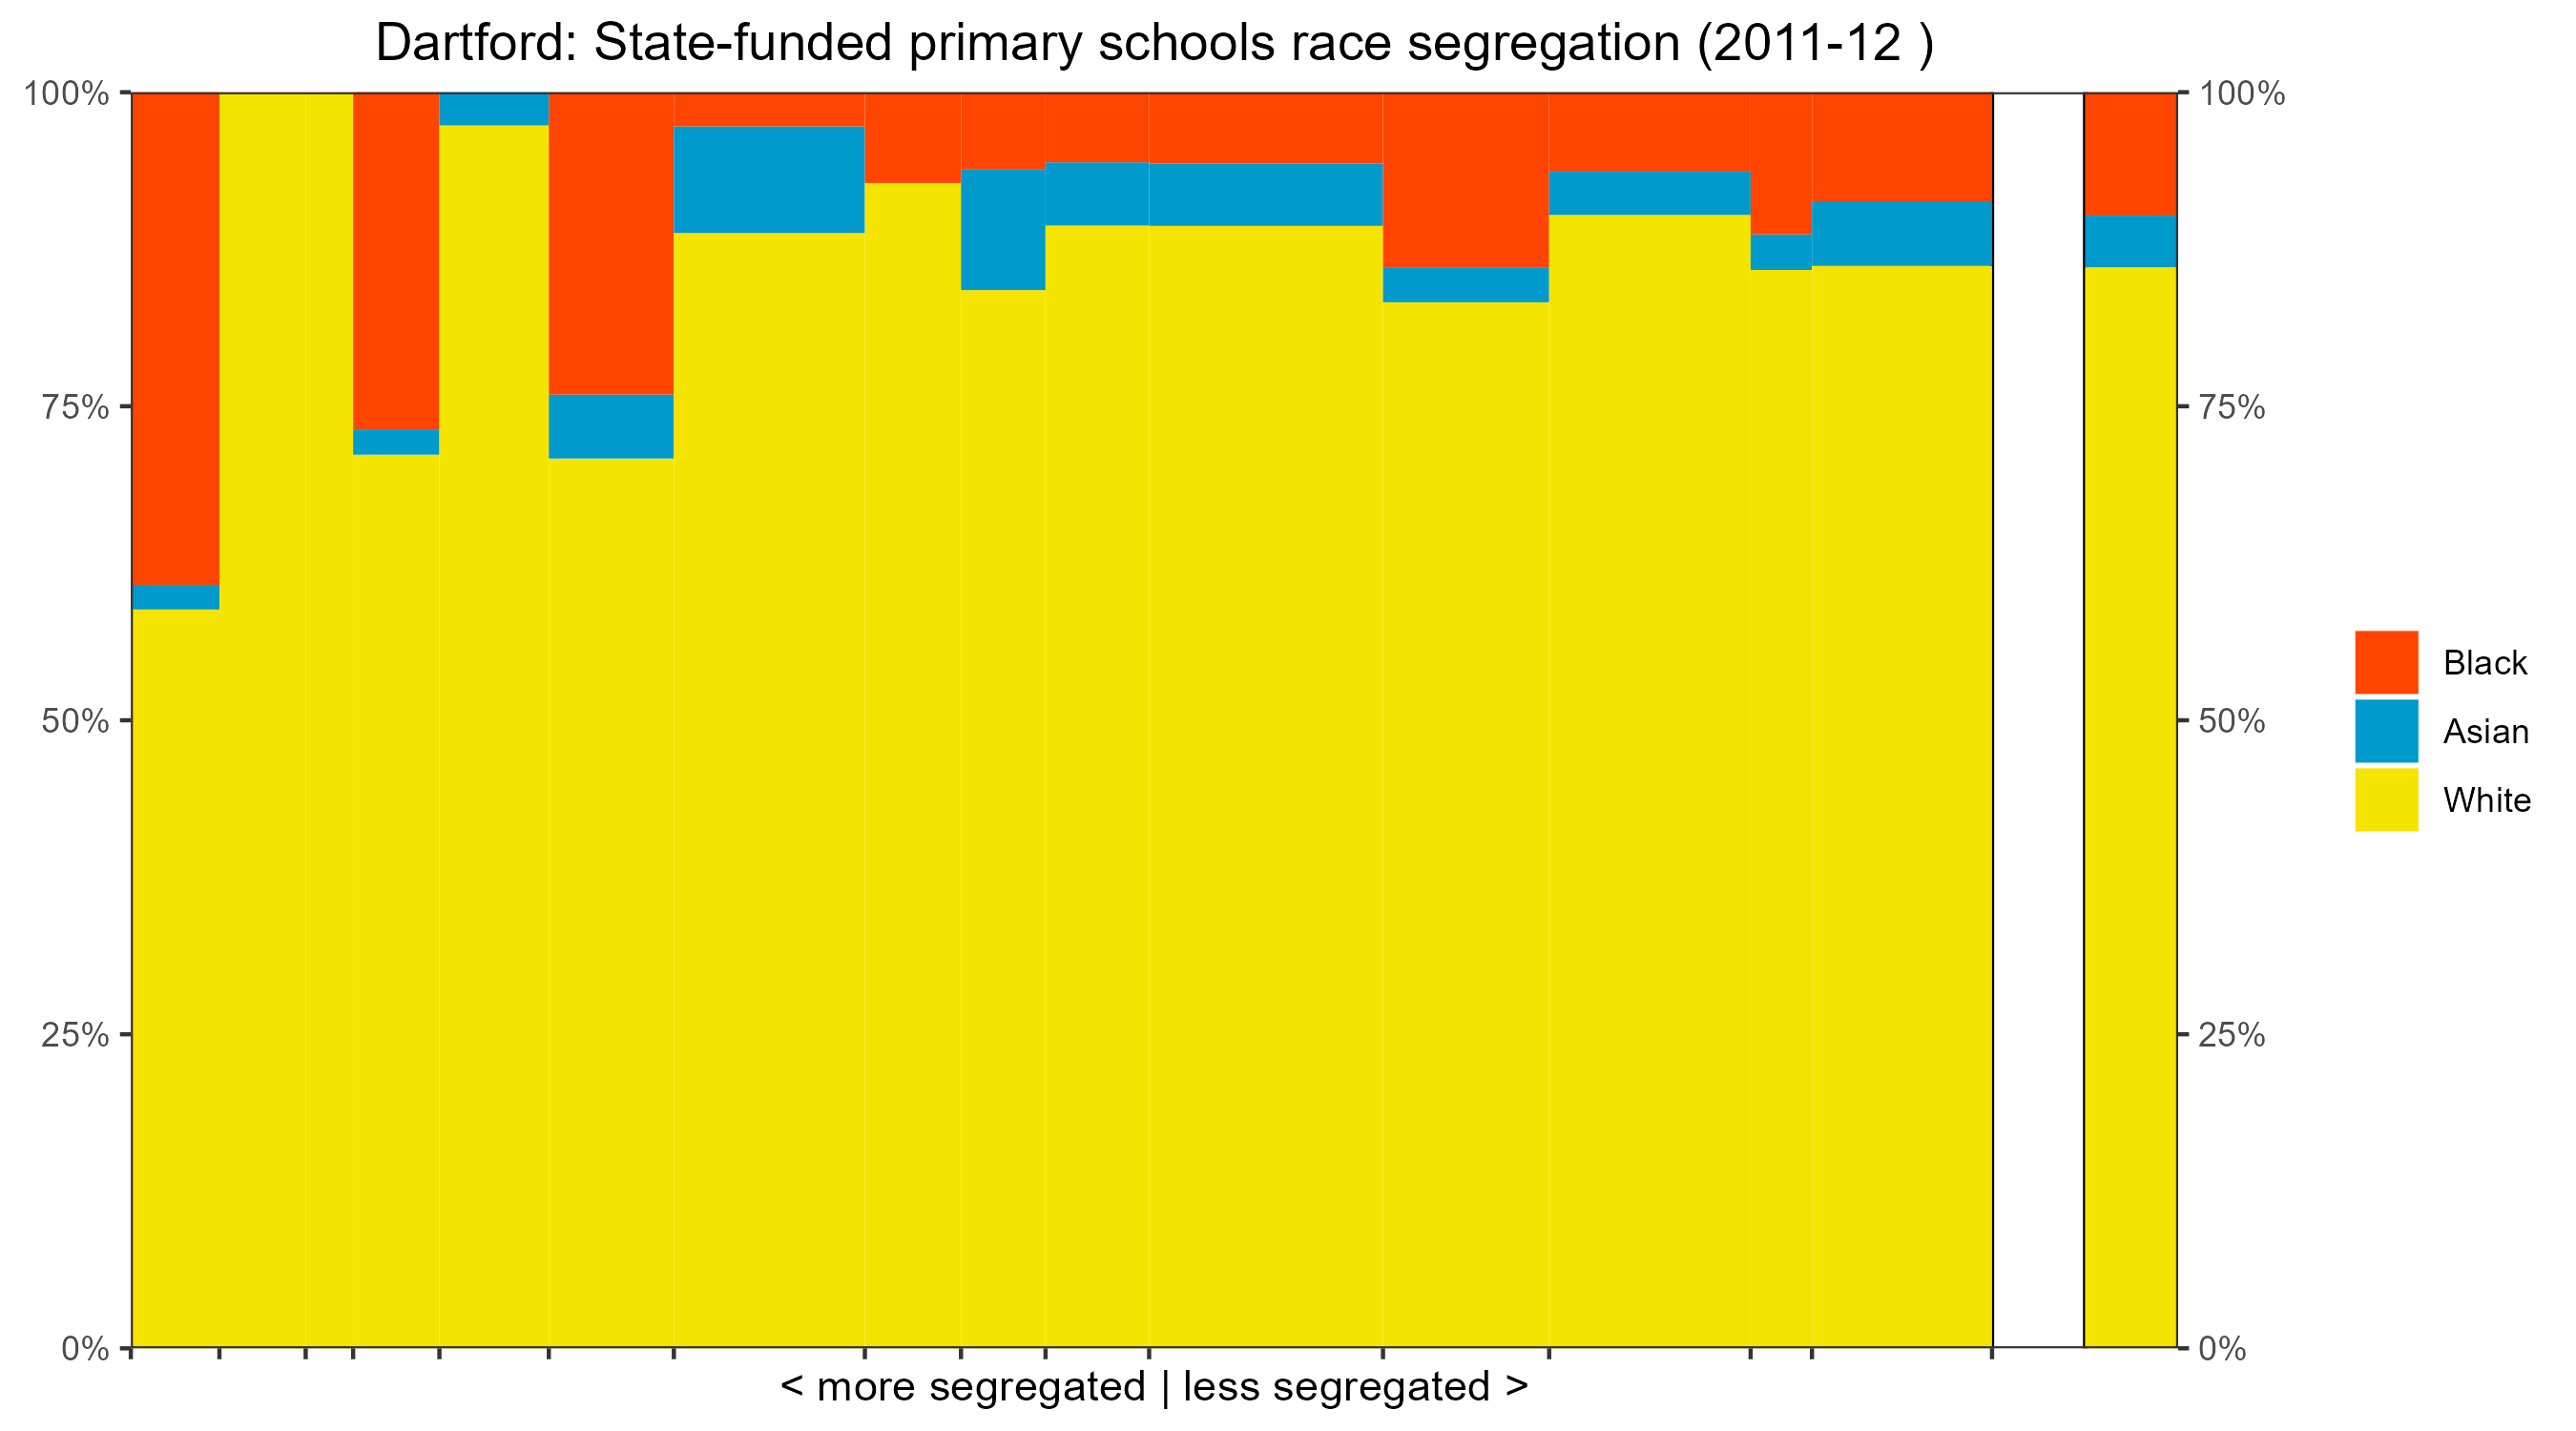 Dartford: State-funded primary schools race segregation (2011-12 )
100%
75%
50%
25%
0%
100%
75%
50%
25%
0%
Black
Asian
White
< more segregated | less segregated >